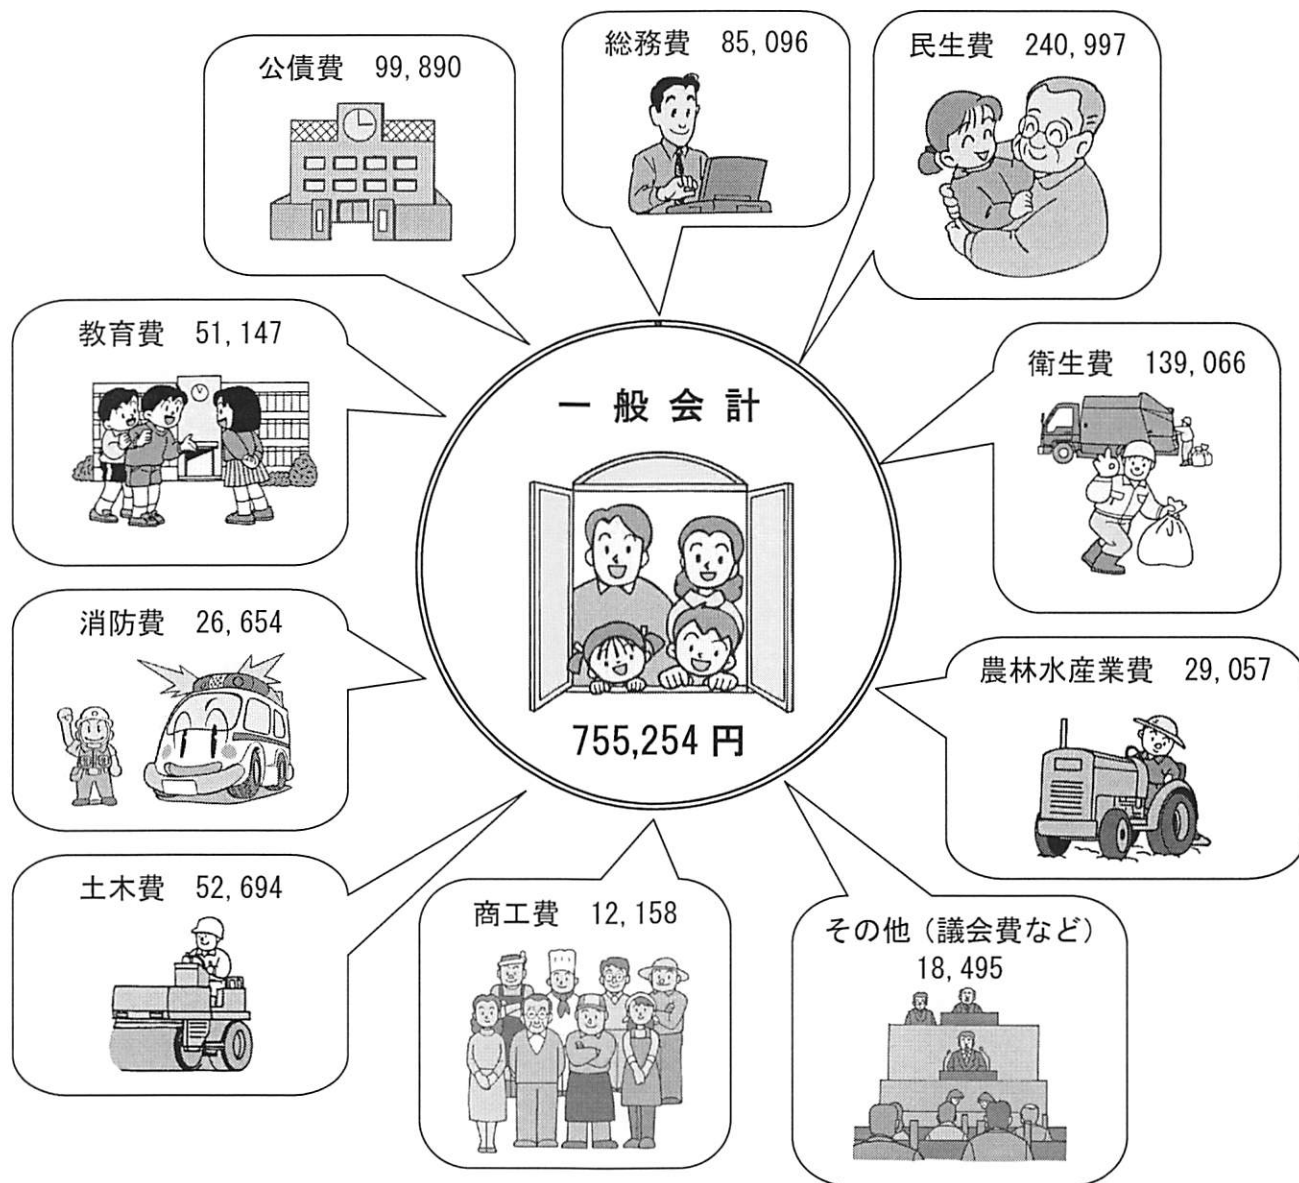 総務費 85,096
民生費 240,997
公債費 99,890
教育費 51,147
衛生費 139,066
一般会計
消防費 26,654
農林水産業費 29,057
755,254 円
土木費 52,694
商工費 12,158
その他（議会費など）
18,495